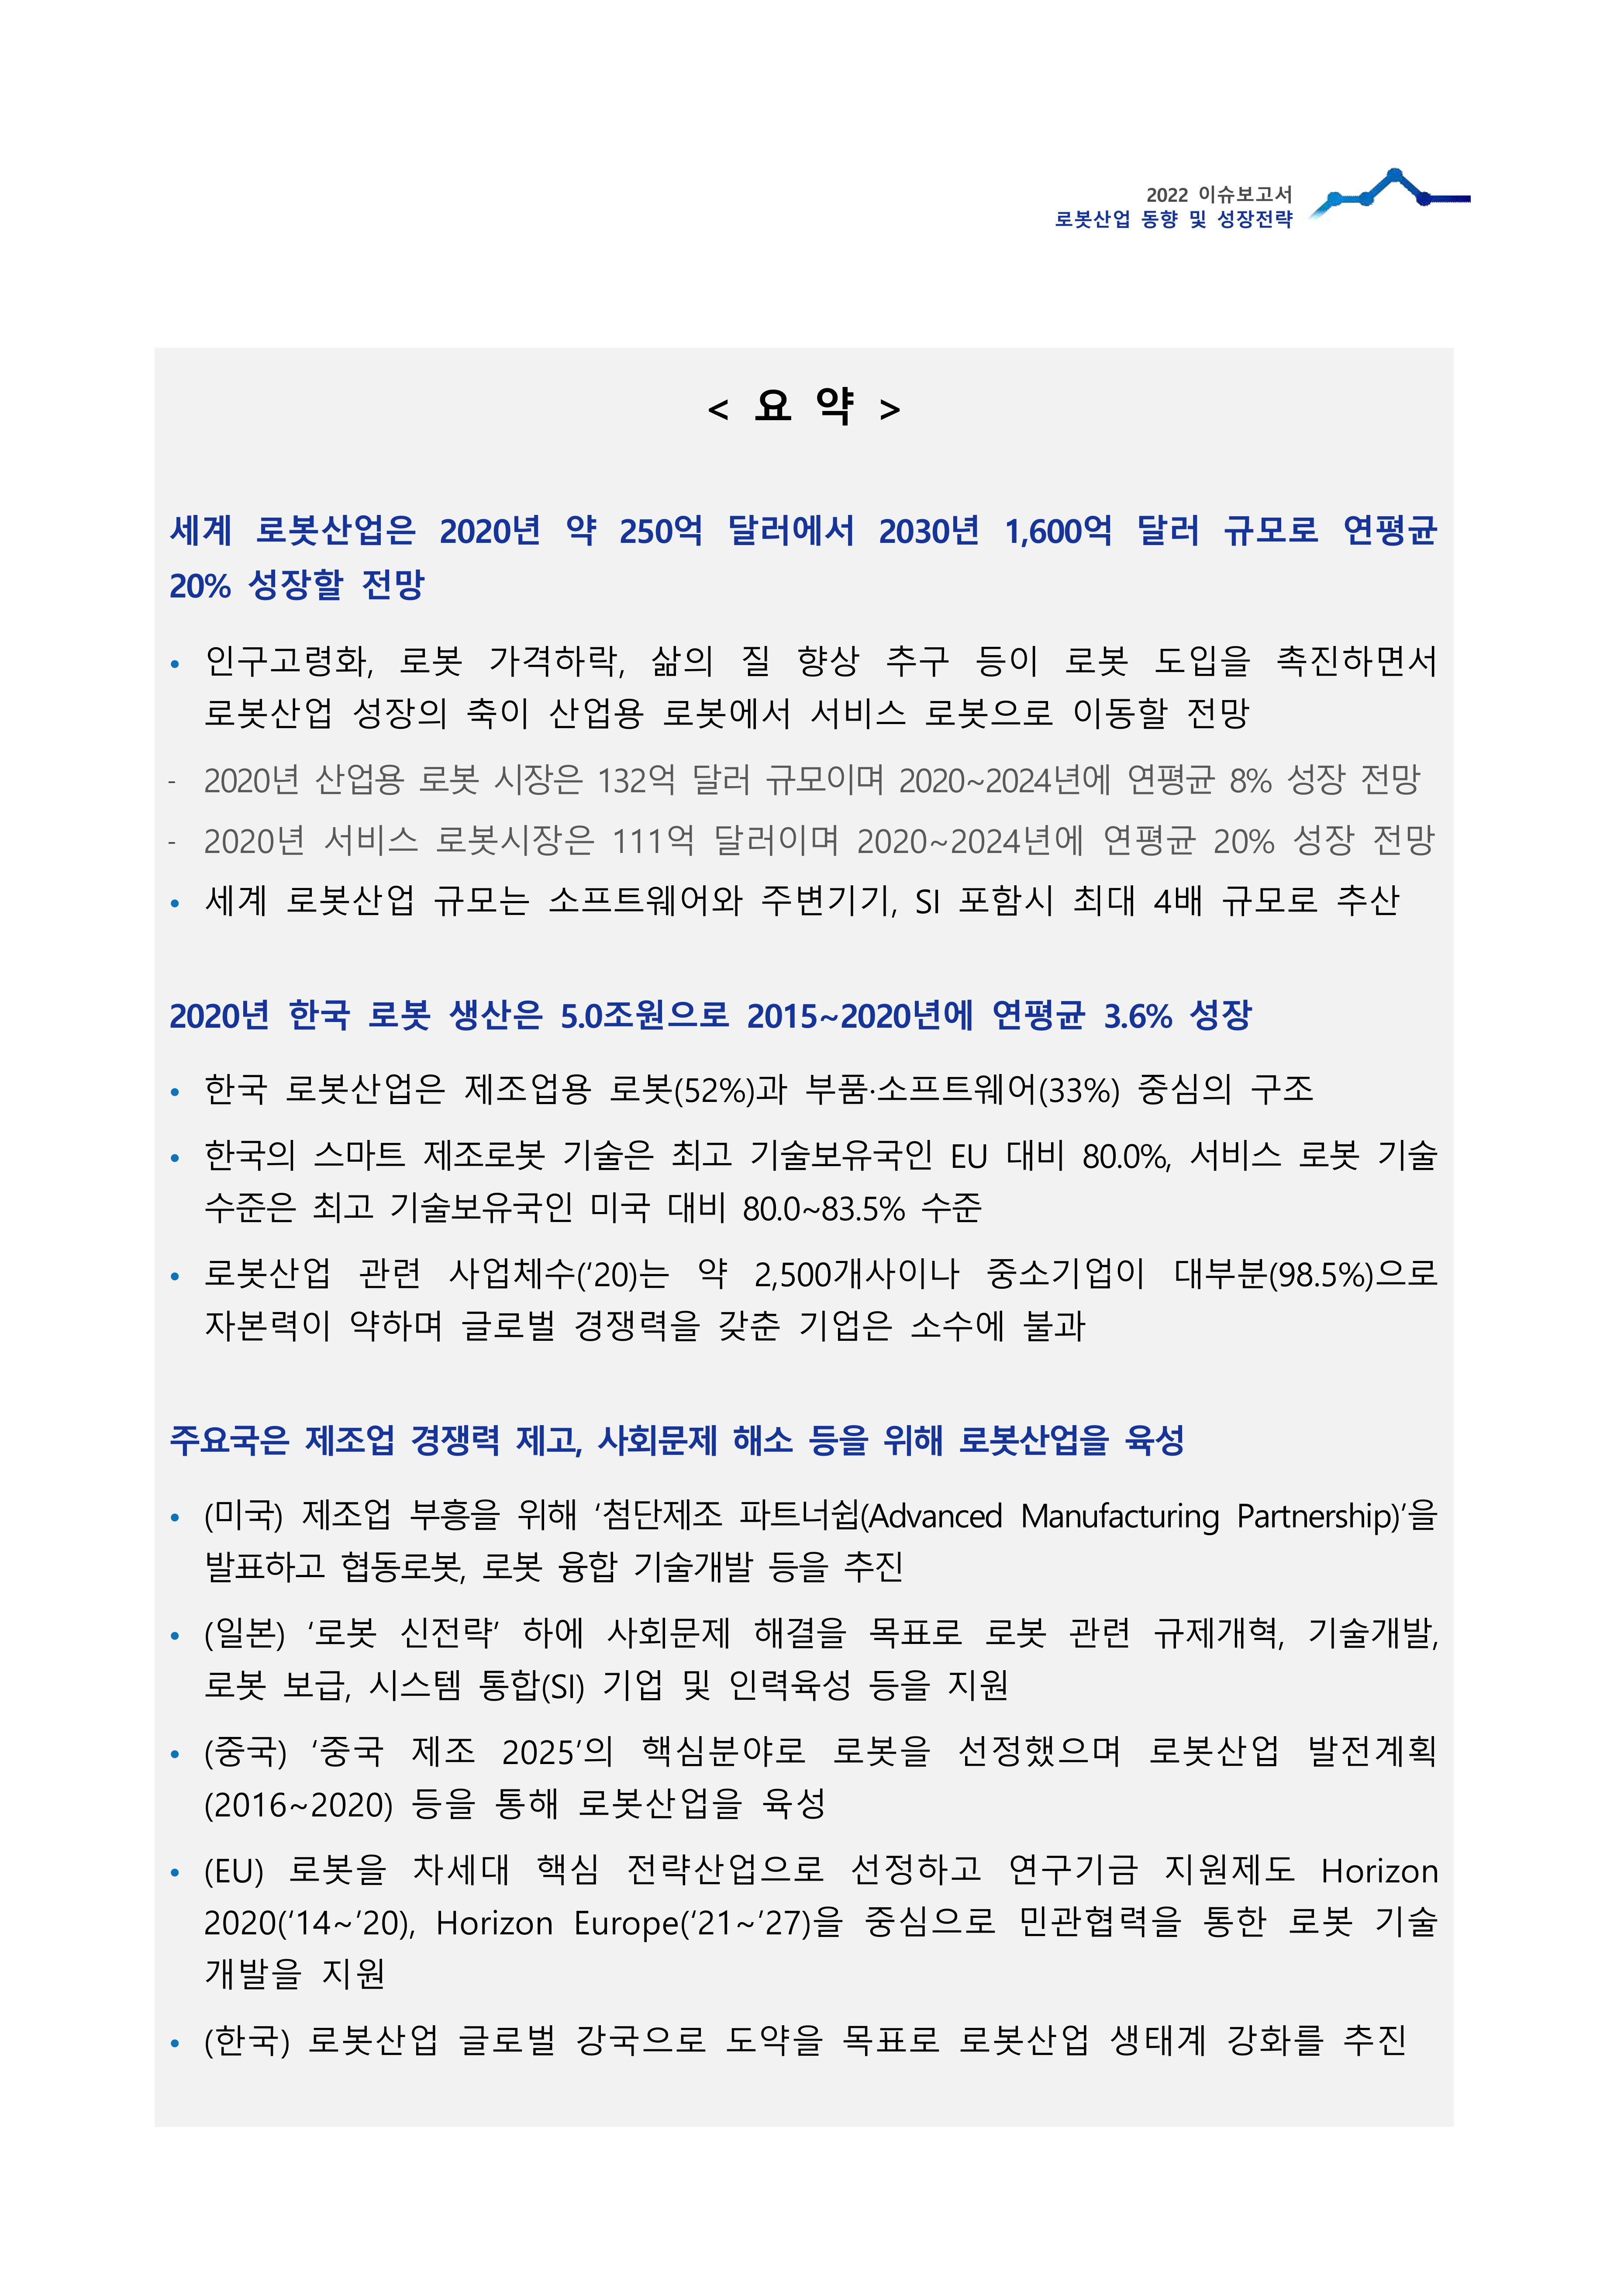 2022 이슈보고서
로봇산업 동향 및 성장전략
< 요 약 >
세계 로봇산업은 2020년 약 250억 달러에서 2030년 1,600억 달러 규모로 연평균
20% 성장할 전망
• 인구고령화, 로봇 가격하락, 삶의 질 향상 추구 등이 로봇 도입을 촉진하면서
로봇산업 성장의 축이 산업용 로봇에서 서비스 로봇으로 이동할 전망
- 2020년 산업용 로봇 시장은 132억 달러 규모이며 2020~2024년에 연평균 8% 성장 전망
- 2020년 서비스 로봇시장은 111억 달러이며 2020~2024년에 연평균 20% 성장 전망
• 세계 로봇산업 규모는 소프트웨어와 주변기기, SI 포함시 최대 4배 규모로 추산
2020년 한국 로봇 생산은 5.0조원으로 2015~2020년에 연평균 3.6% 성장
• 한국 로봇산업은 제조업용 로봇(52%)과 부품·소프트웨어(33%) 중심의 구조
• 한국의 스마트 제조로봇 기술은 최고 기술보유국인 EU 대비 80.0%, 서비스 로봇 기술
수준은 최고 기술보유국인 미국 대비 80.0~83.5% 수준
• 로봇산업 관련 사업체수(‘20)는 약 2,500개사이나 중소기업이 대부분(98.5%)으로
자본력이 약하며 글로벌 경쟁력을 갖춘 기업은 소수에 불과
주요국은 제조업 경쟁력 제고, 사회문제 해소 등을 위해 로봇산업을 육성
• (미국) 제조업 부흥을 위해 ‘첨단제조 파트너쉽(Advanced Manufacturing Partnership)’을
발표하고 협동로봇, 로봇 융합 기술개발 등을 추진
• (일본) ‘로봇 신전략’ 하에 사회문제 해결을 목표로 로봇 관련 규제개혁, 기술개발,
로봇 보급, 시스템 통합(SI) 기업 및 인력육성 등을 지원
• (중국) ‘중국 제조 2025’의 핵심분야로 로봇을 선정했으며 로봇산업 발전계획
(2016~2020) 등을 통해 로봇산업을 육성
• (EU) 로봇을 차세대 핵심 전략산업으로 선정하고 연구기금 지원제도 Horizon
2020(‘14~’20), Horizon Europe(‘21~’27)을 중심으로 민관협력을 통한 로봇 기술
개발을 지원
• (한국) 로봇산업 글로벌 강국으로 도약을 목표로 로봇산업 생태계 강화를 추진